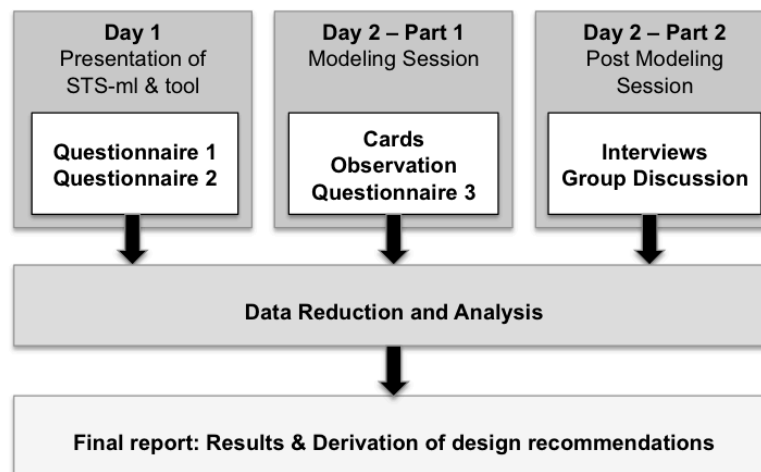 Day 1
Presentation of
STS-ml & tool
Questionnaire 1
Questionnaire 2
Day 2 – Part 1
Modeling Session
Cards
Observation
Questionnaire 3
Day 2 – Part 2
Post Modeling
Session
Interviews
Group Discussion
Data Reduction and Analysis
Final report: Results & Derivation of design recommendations